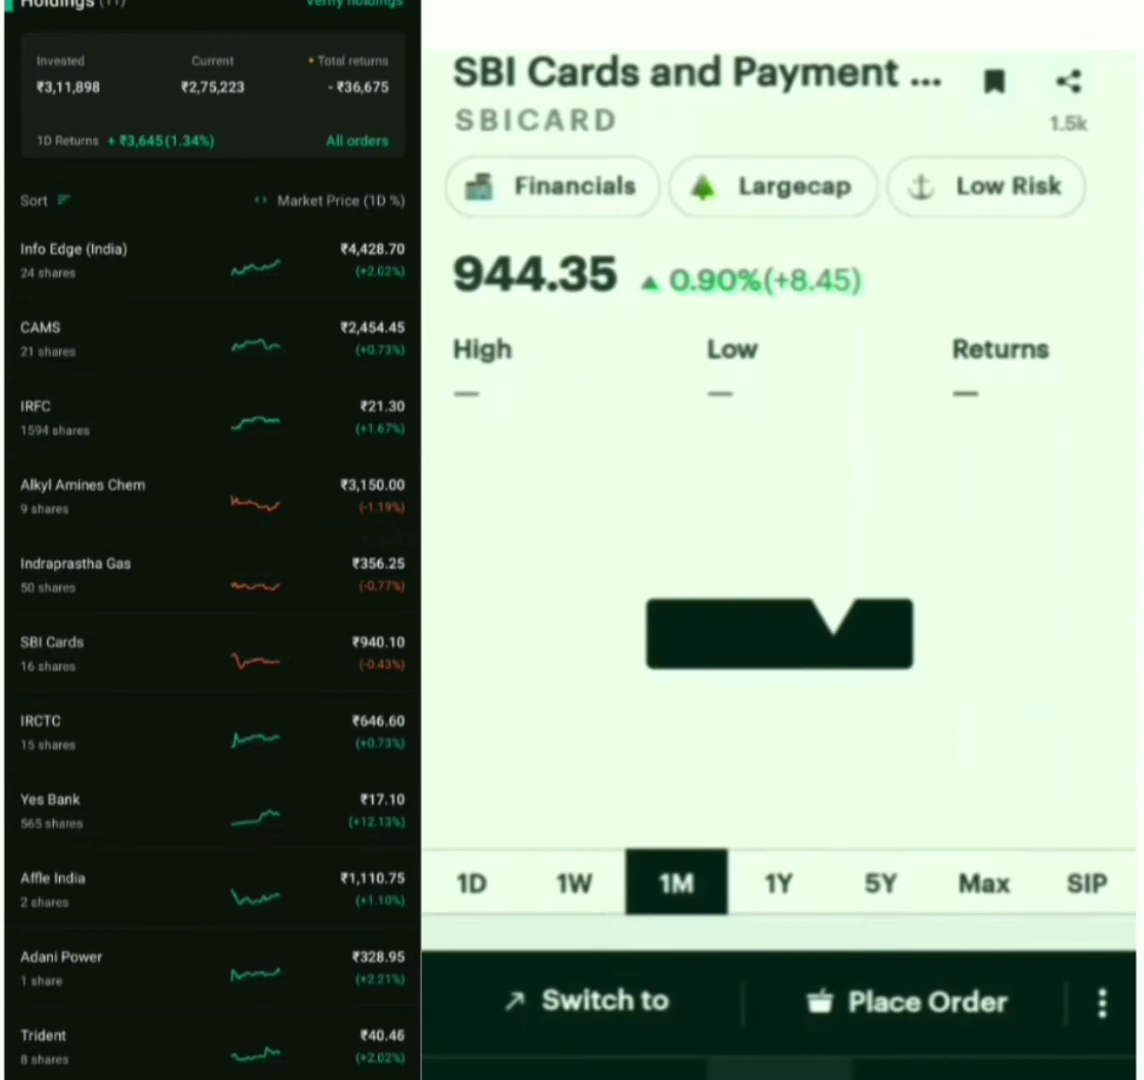 Holdings (11)
Verify holdings
Invested Current Total returns
₹3,11,898 ₹2,75,223 - ₹36,675
1D Returns + ₹3,645(1.34%) All orders
Sort Market Price (1D %)
Info Edge (India) ₹4,428.70
24 shares (+2.02%)
CAMS ₹2,454.45
21 shares (+0.73%)
IRFC ₹21.30
1594 shares (+1.67%)
Alkyl Amines Chem ₹3,150.00
9 shares (-1.19%)
Indraprastha Gas ₹356.25
50 shares (-0.77%)
SBI Cards ₹940.10
16 shares (-0.43%)
IRCTC ₹646.60
15 shares (+0.73%)
Yes Bank ₹17.10
565 shares (+12.13%)
Affle India ₹1,110.75
2 shares (+1.10%)
Adani Power ₹328.95
1 share (+2.21%)
Trident ₹40.45
8 shares (+2.02%)
SBI Cards and Payment ...
SBICARD 1.5k
Financials Largecap Low Risk
944.35 ▲ 0.90%(+8.45)
High Low Returns
— — —
1D 1W 1M 1Y 5Y Max SIP
Switch to Place Order